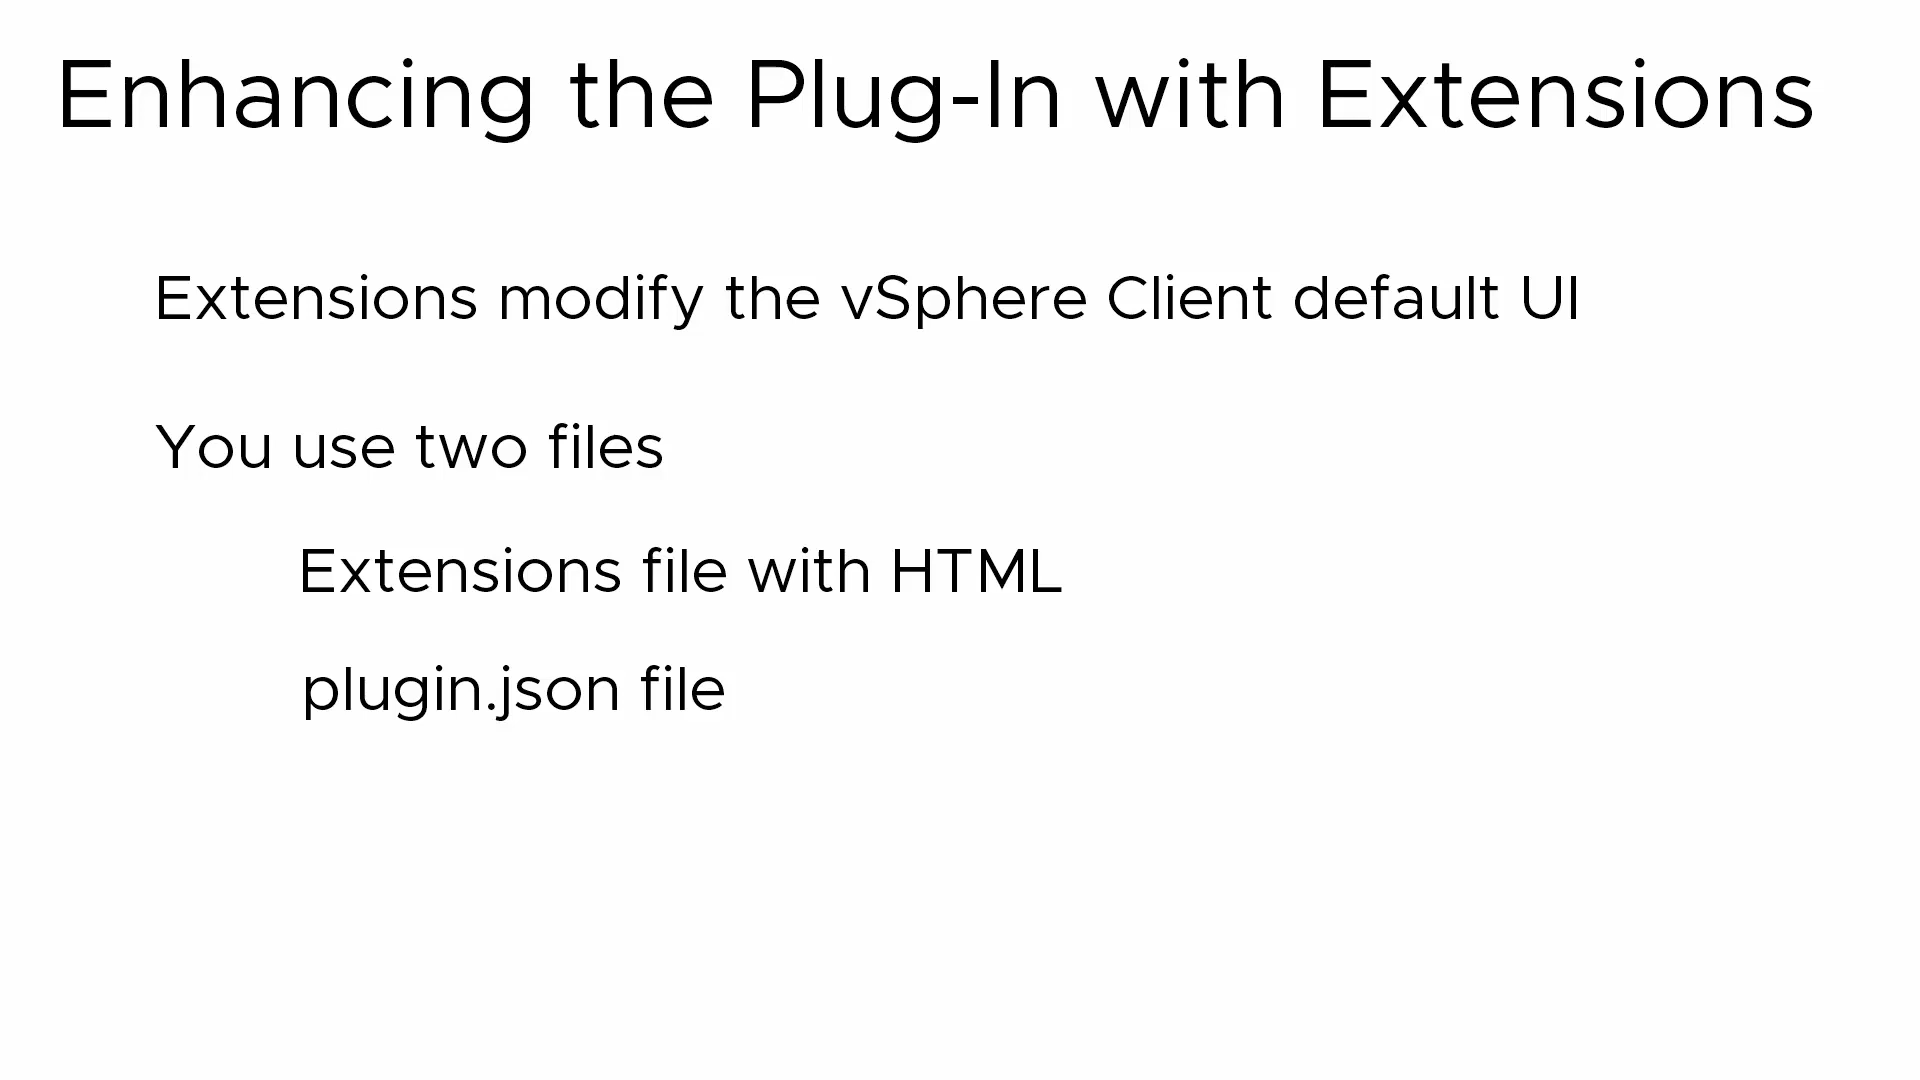 Enhancing the Plug-In with Extensions
Extensions modify the vSphere Client default UI
You use two files
Extensions file with HTML
plugin.json file